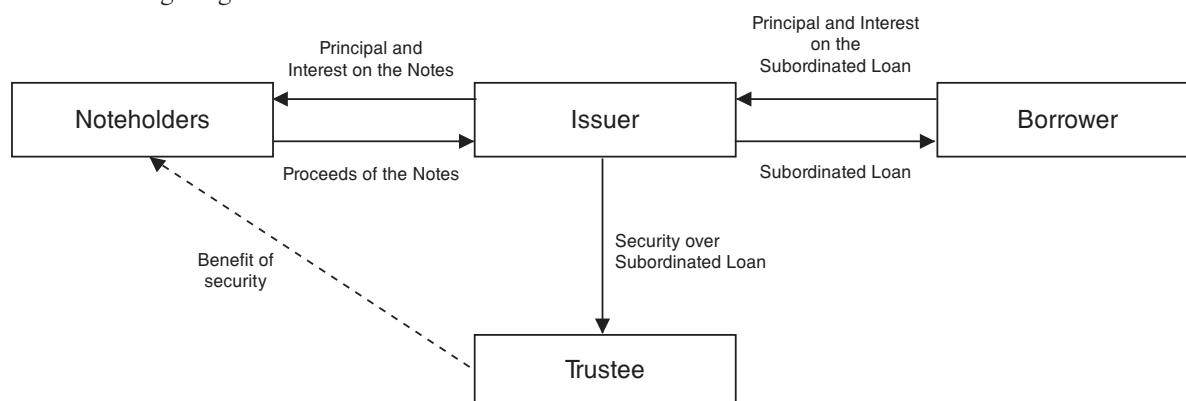 Principal and Interest
on the
Subordinated Loan
Principal and
Interest on the Notes
Noteholders
Issuer
Borrower
Proceeds of the Notes
Subordinated Loan
Benefit of
security
Security over
Subordinated Loan
Trustee